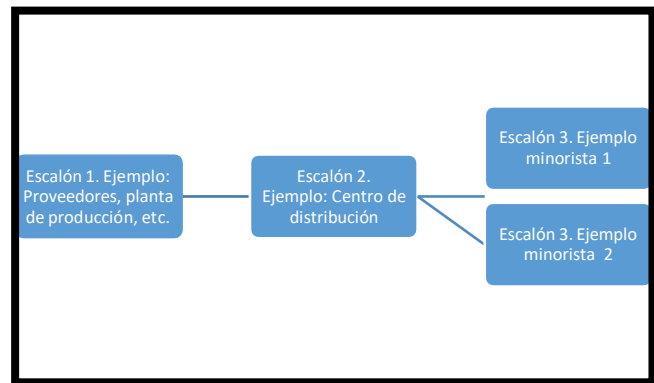 Escalón 1. Ejemplo:
Proveedores, planta
de producción, etc.
Escalón 2.
Ejemplo: Centro de
distribución
Escalón 3. Ejemplo
minorista 1
Escalón 3. Ejemplo
minorista  2